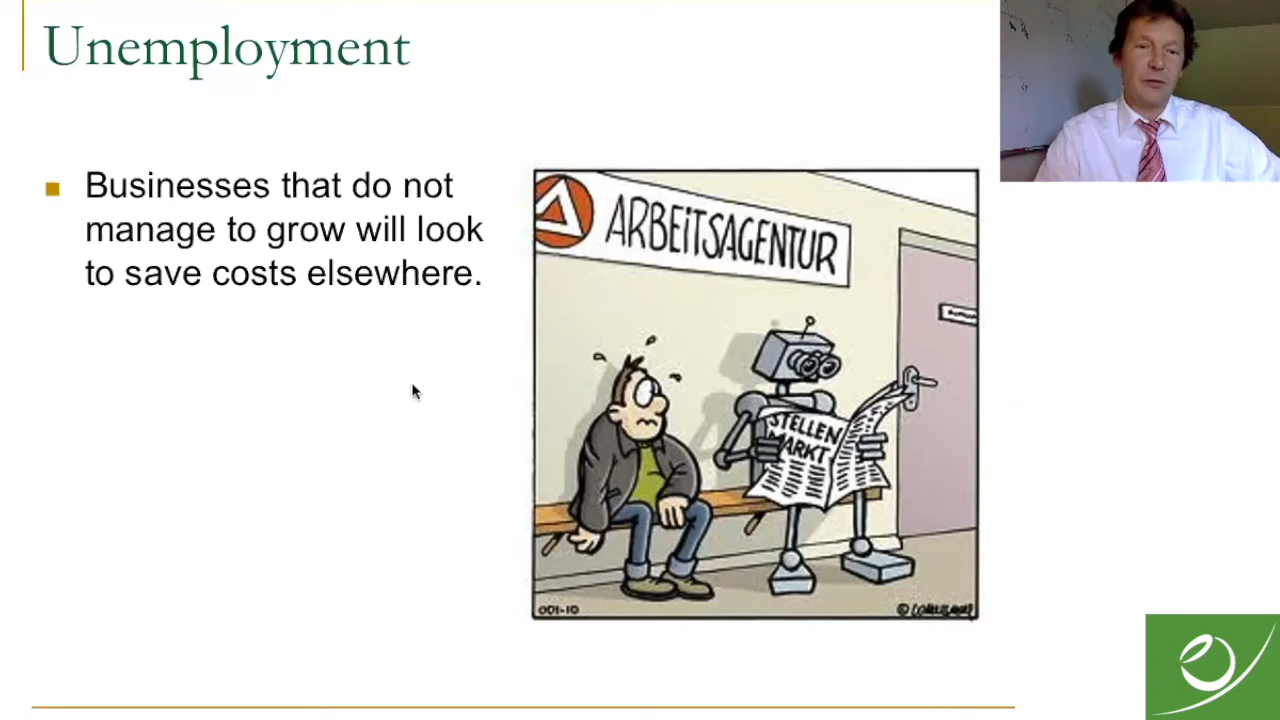 Unemployment
Businesses that do not
manage to grow will look
to save costs elsewhere.
ARBEITSAGENTUR
STELLEN
MARKT
001-10
©